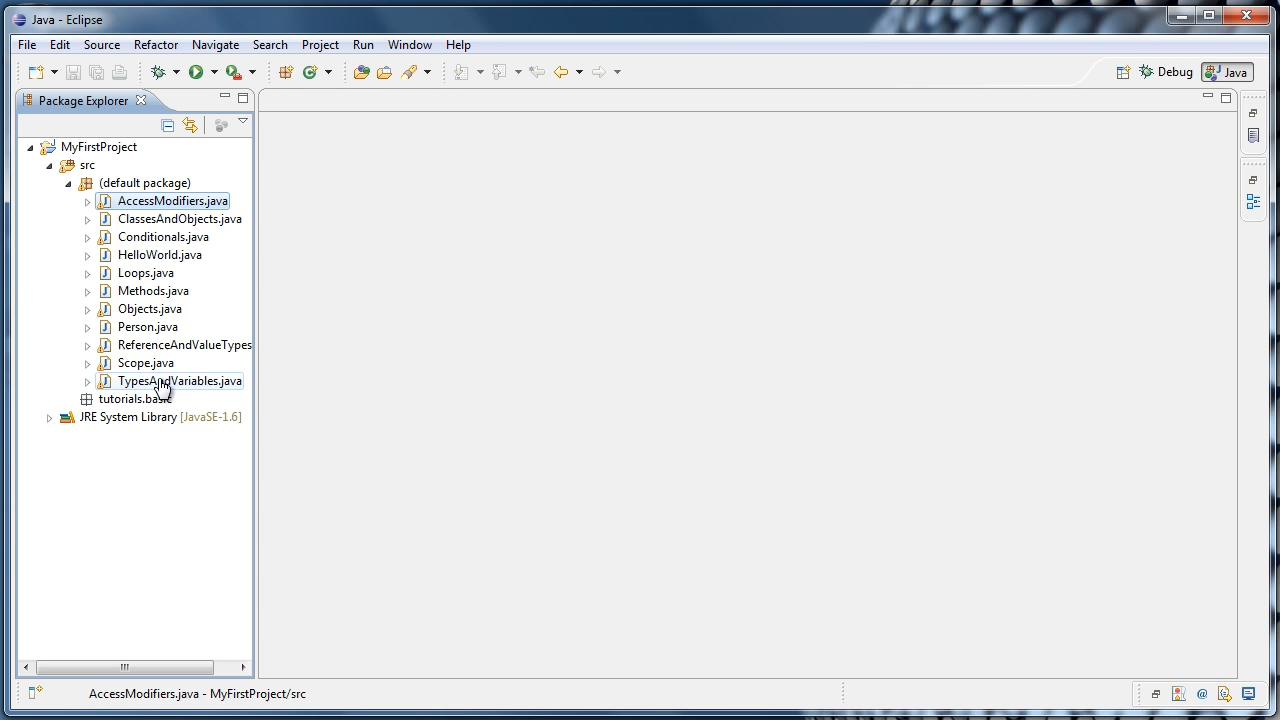 Java - Eclipse
File Edit Source Refactor Navigate Search Project Run Window Help
Debug Java
Package Explorer
MyFirstProject
src
(default package)
AccessModifiers.java
ClassesAndObjects.java
Conditionals.java
HelloWorld.java
Loops.java
Methods.java
Objects.java
Person.java
ReferenceAndValueTypes
Scope.java
TypesAndVariables.java
tutorials.basic
JRE System Library [JavaSE-1.6]
AccessModifiers.java - MyFirstProject/src